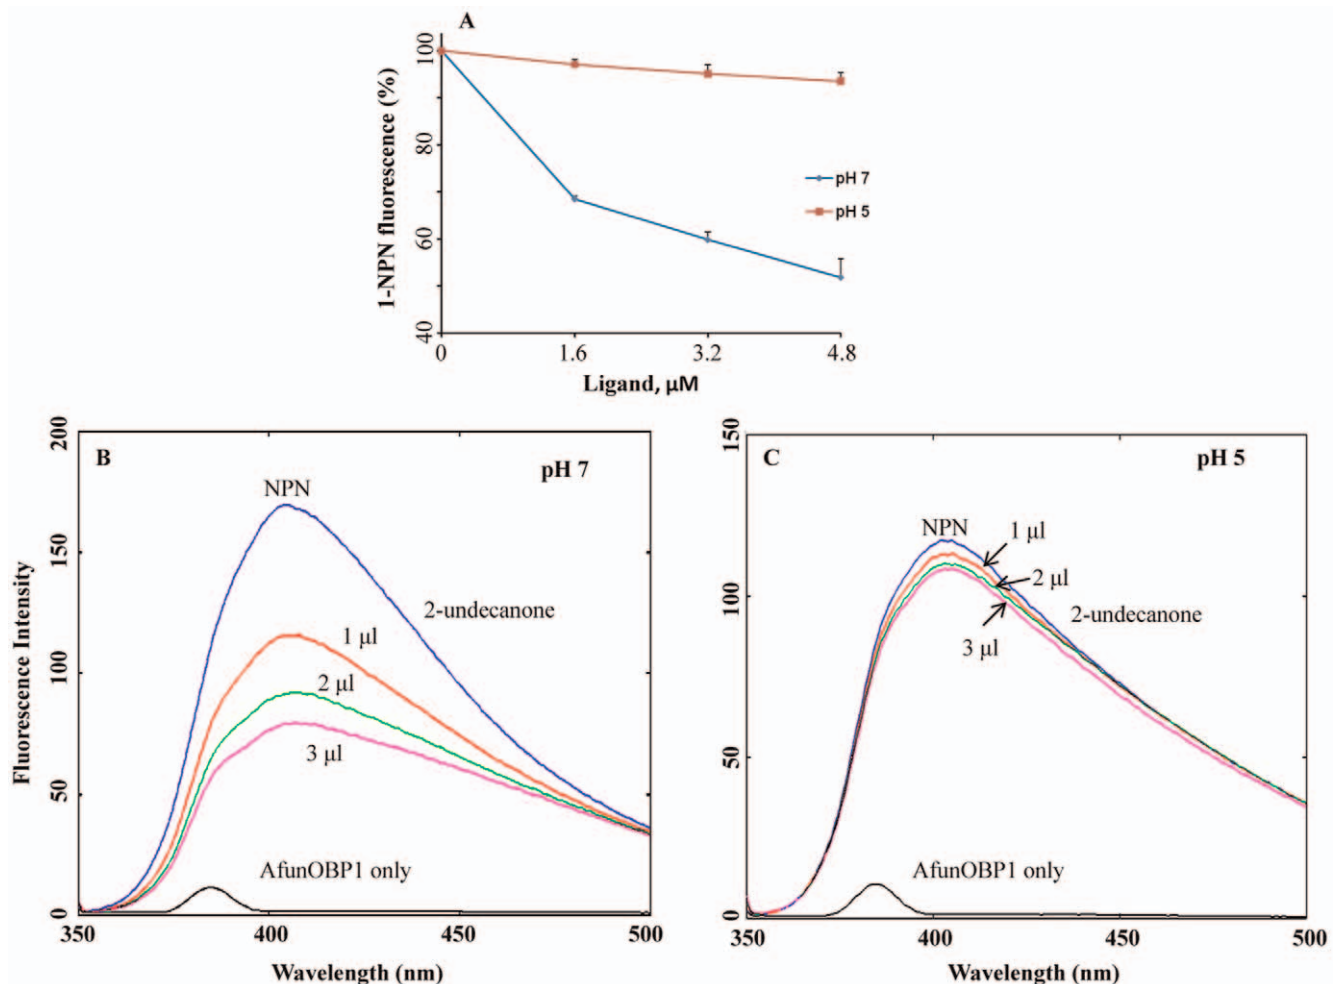 A
1-NPN fluorescence (%)
100
80
60
40
0
1.6
3.2
4.8
Ligand, μM
pH 7
pH 5
B
pH 7
Fluorescence Intensity
200
150
100
50
0
NPN
2-undecanone
1 μl
2 μl
3 μl
AfunOBP1 only
350
400
450
500
Wavelength (nm)
C
pH 5
150
100
50
0
NPN
1 μl
2 μl
2-undecanone
3 μl
AfunOBP1 only
350
400
450
500
Wavelength (nm)